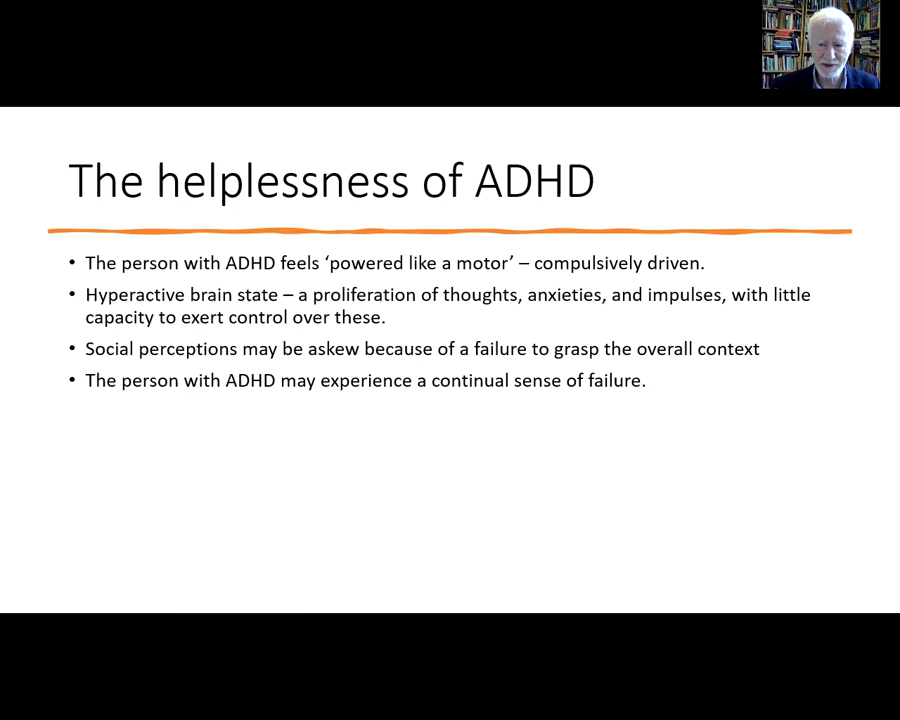 The helplessness of ADHD
• The person with ADHD feels ‘powered like a motor’ – compulsively driven.
• Hyperactive brain state – a proliferation of thoughts, anxieties, and impulses, with little
capacity to exert control over these.
• Social perceptions may be askew because of a failure to grasp the overall context
• The person with ADHD may experience a continual sense of failure.